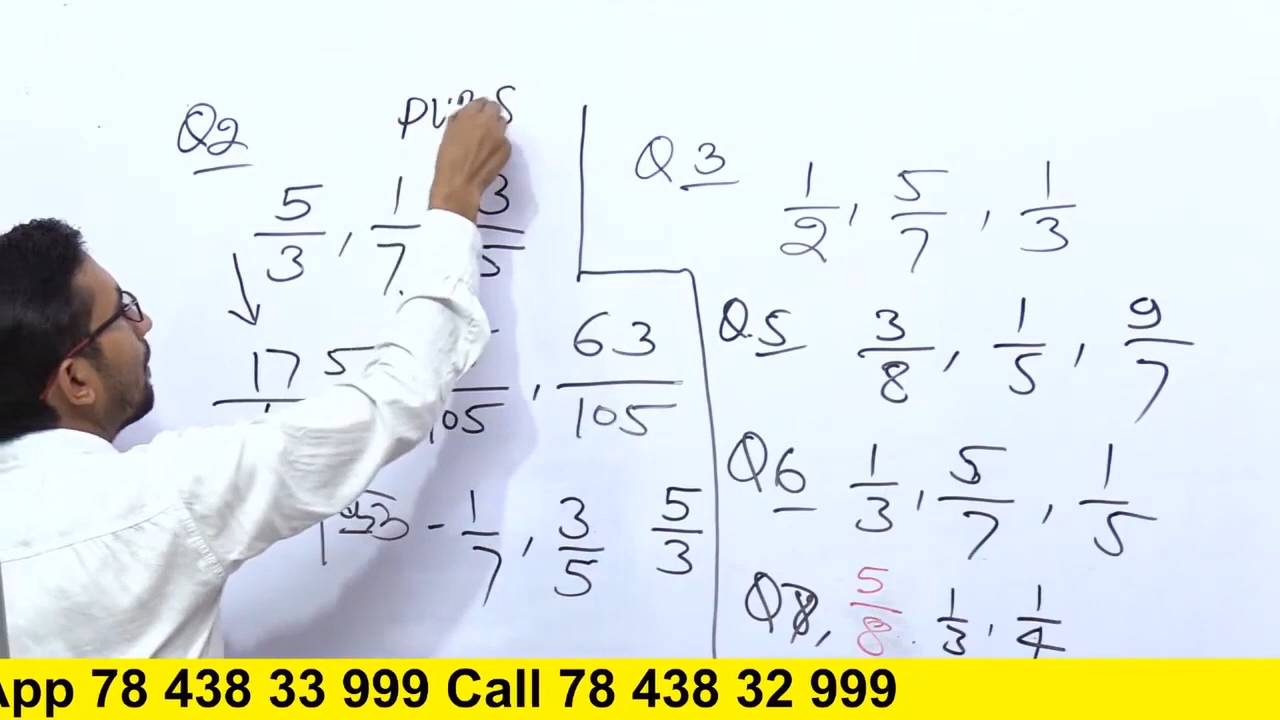 Q2
5/3, 1/7 3/5
175 , 63/105
105
- 1/7, 3/5 5/3
Q3 1/2, 5/7, 1/3
Q5 3/8, 1/5, 9/7
Q6 1/3, 5/7, 1/5
Q8, 5/8 . 1/3, 1/4
App 78 438 33 999 Call 78 438 32 999